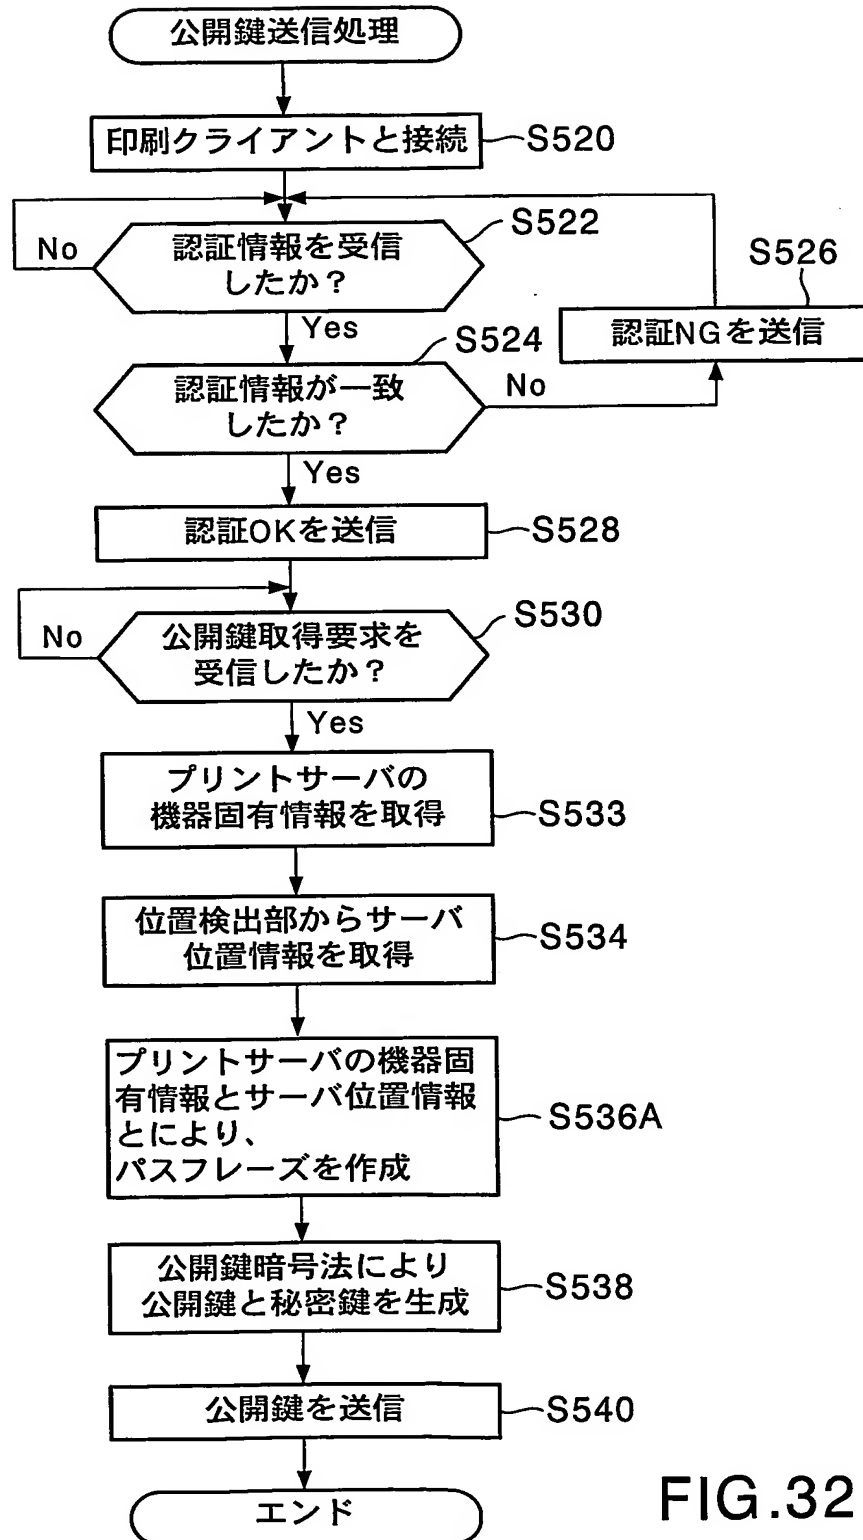 公開鍵送信処理
印刷クライアントと接続
S520
No
認証情報を受信
したか？
S522
Yes
S526
認証NGを送信
認証情報が一致
したか？
S524
No
Yes
認証OKを送信
S528
No
公開鍵取得要求を
受信したか？
S530
Yes
プリントサーバの
機器固有情報を取得
S533
位置検出部からサーバ
位置情報を取得
S534
プリントサーバの機器固
有情報とサーバ位置情報
とにより、
パスフレーズを作成
S536A
公開鍵暗号法により
公開鍵と秘密鍵を生成
S538
公開鍵を送信
S540
エンド
FIG.32